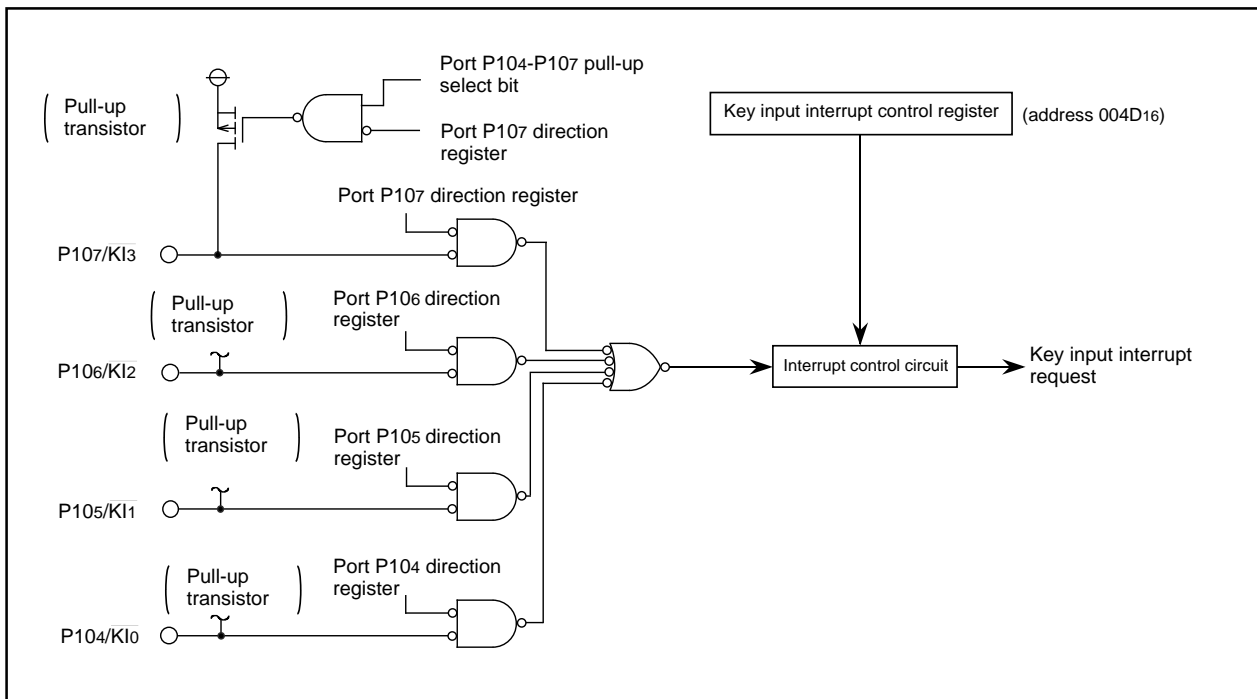 Port P104-P107 pull-up
select bit
Pull-up
transistor
Key input interrupt control register
(address 004D16)
Port P107 direction
register
Port P107 direction register
P107/KI3
Pull-up
transistor
Port P106 direction
register
P106/KI2
Interrupt control circuit
Key input interrupt
request
Pull-up
transistor
Port P105 direction
register
P105/KI1
Port P104 direction
register
Pull-up
transistor
P104/KI0